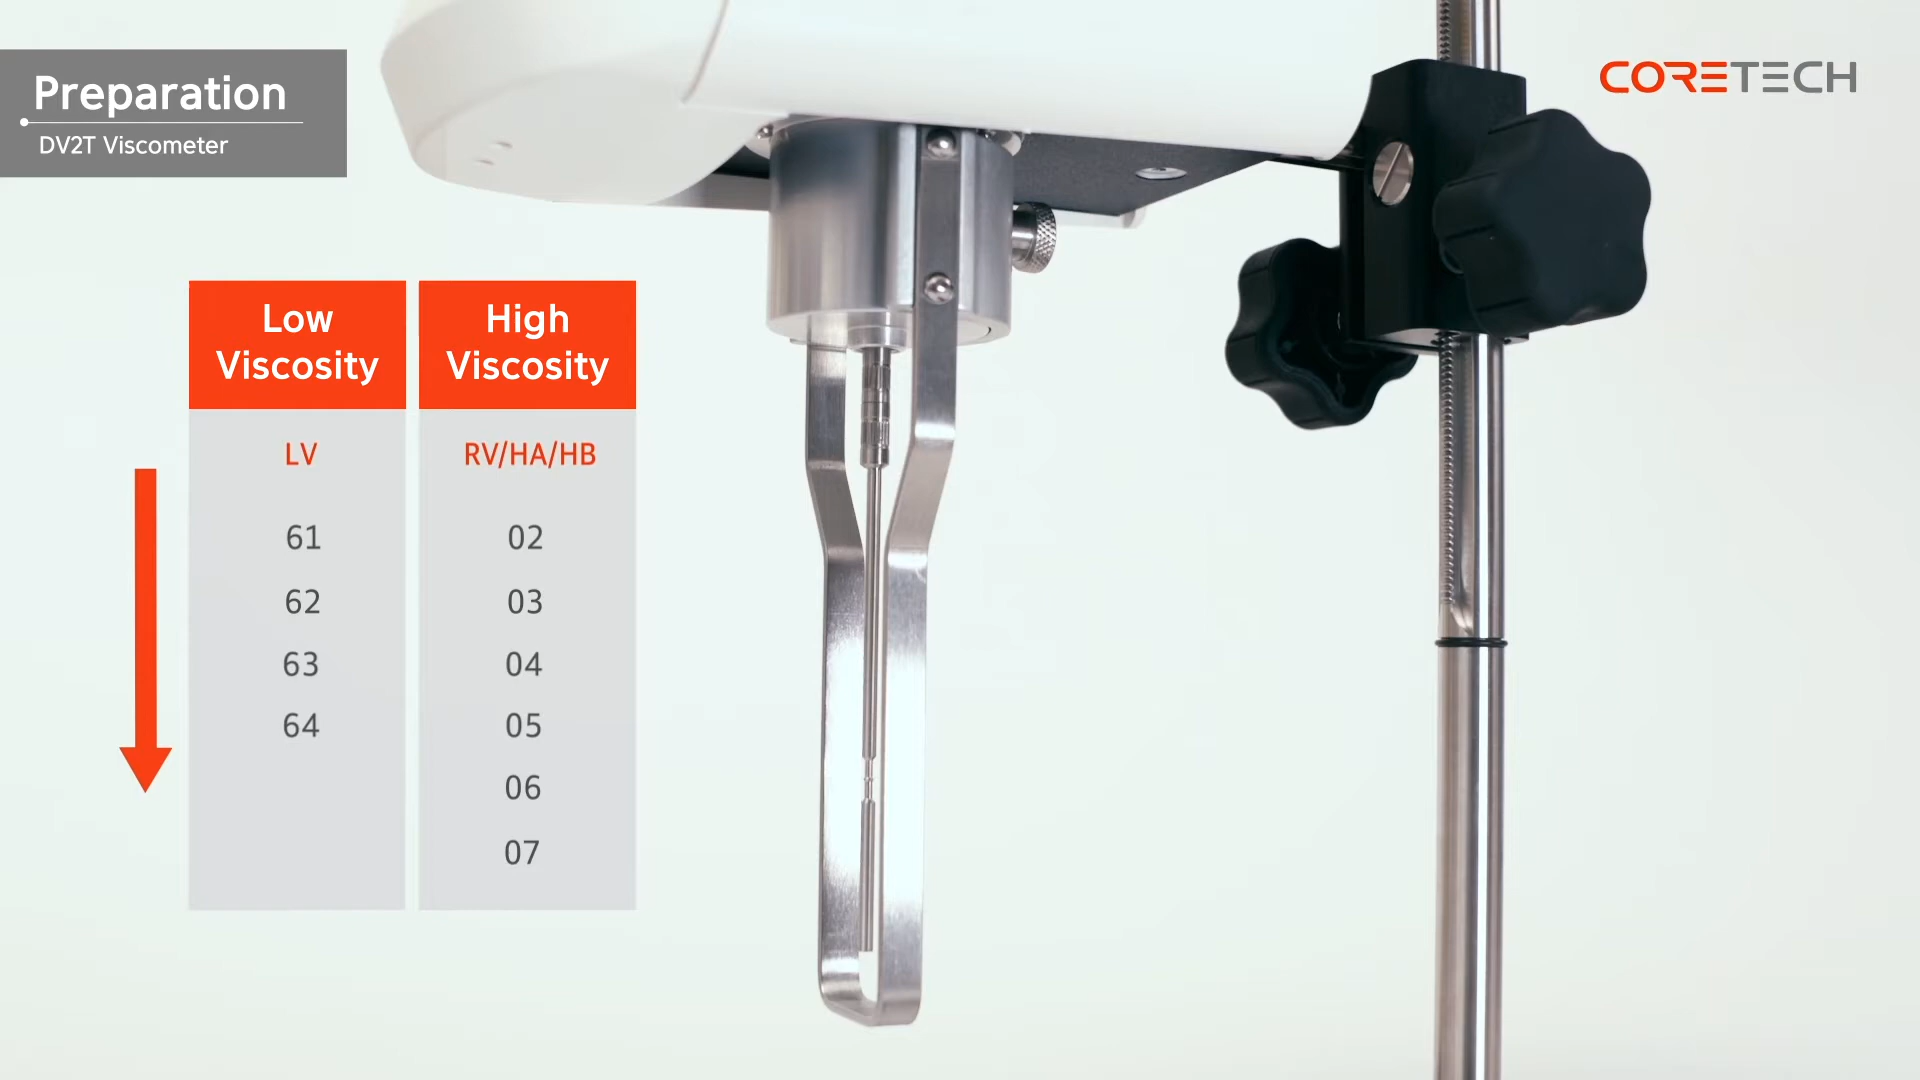 Preparation
DV2T Viscometer
CORETECH
Low
Viscosity
High
Viscosity
LV
RV/HA/HB
61
02
62
03
63
04
64
05
06
07